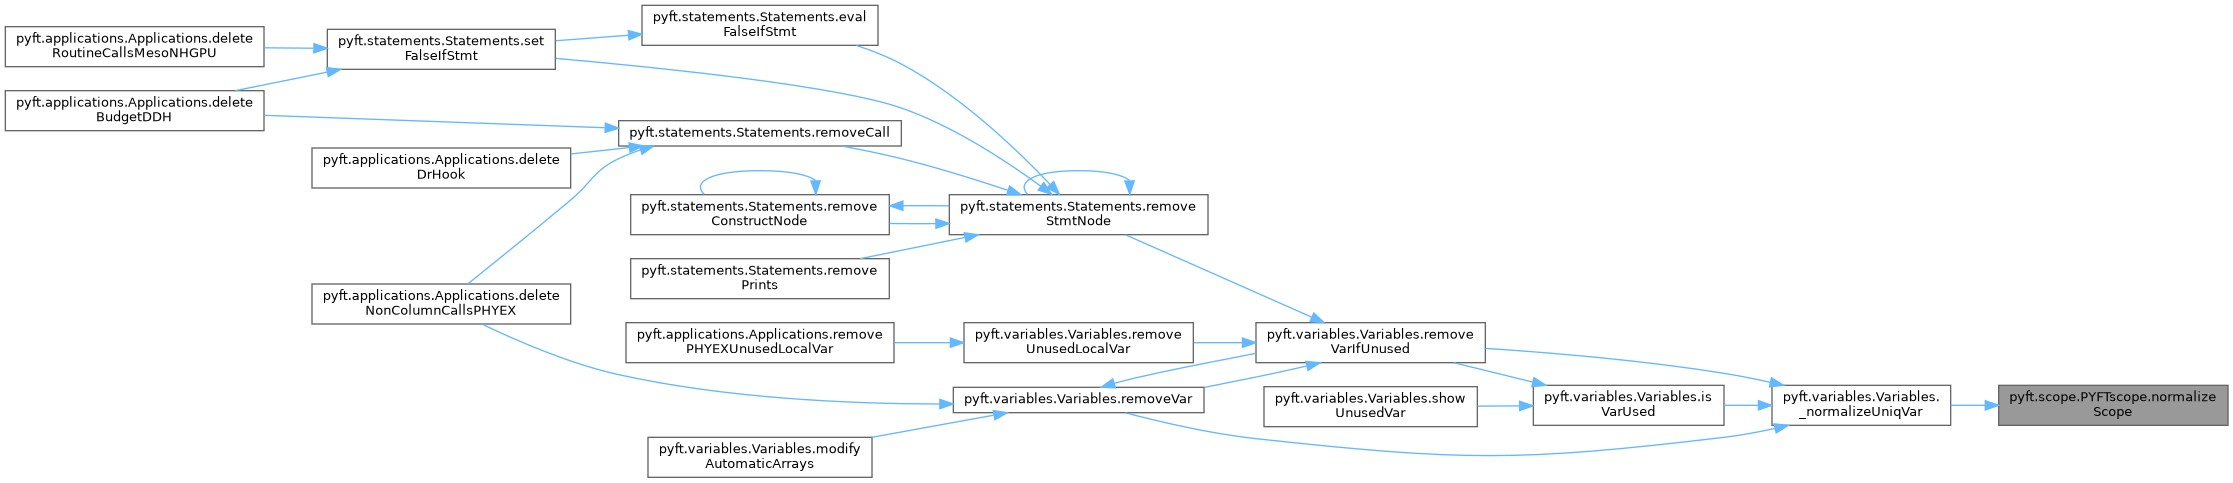 pyft.statements.Statements.eval
FalseIfStmt
pyft.applications.Applications.delete
RoutineCallsMesoNHGPU
pyft.statements.Statements.set
FalseIfStmt
pyft.applications.Applications.delete
BudgetDDH
pyft.statements.Statements.removeCall
pyft.applications.Applications.delete
DrHook
pyft.statements.Statements.remove
ConstructNode
pyft.statements.Statements.remove
StmtNode
pyft.statements.Statements.remove
Prints
pyft.applications.Applications.delete
NonColumnCallsPHYEX
pyft.applications.Applications.remove
PHYEXUnusedLocalVar
pyft.variables.Variables.remove
UnusedLocalVar
pyft.variables.Variables.remove
VarIfUnused
pyft.variables.Variables.removeVar
pyft.variables.Variables.show
UnusedVar
pyft.variables.Variables.is
VarUsed
pyft.variables.Variables.
_normalizeUniqVar
pyft.scope.PYFTscope.normalize
Scope
pyft.variables.Variables.modify
AutomaticArrays